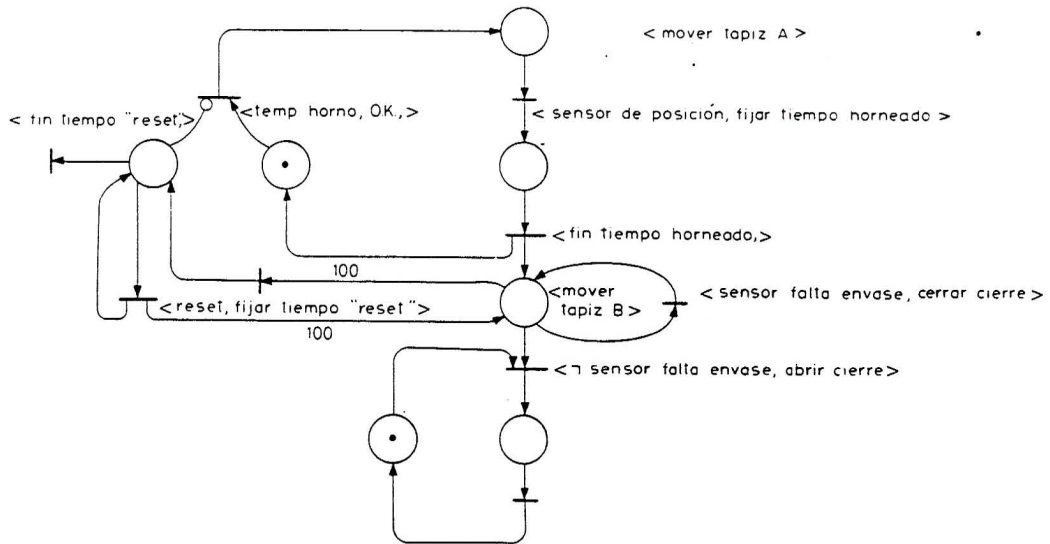 < mover tapiz A >
< fin tiempo "reset,>
<temp horno, O.K.,>
< sensor de posición, fijar tiempo horneado >
<fin tiempo horneado,>
100
<mover
tapiz B >
< sensor falta envase, cerrar cierre >
<reset, fijar tiempo "reset">
100
<¬ sensor falta envase, abrir cierre>